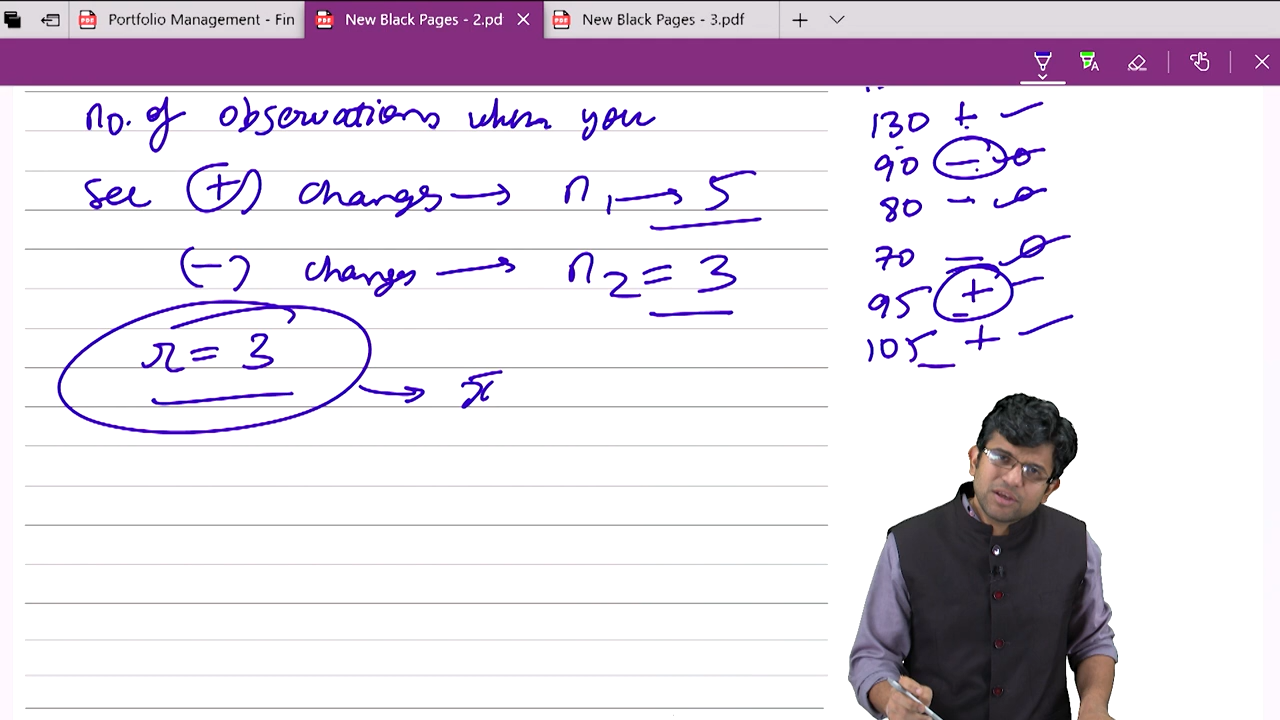 Portfolio Management - Fin
New Black Pages - 2.pd
New Black Pages - 3.pdf
no. of observations when you
see (+) changes → n1 → 5
(-) changes → n2 = 3
r = 3 → x̄
130 +
90 -
80 -
70 -
95 +
105 +